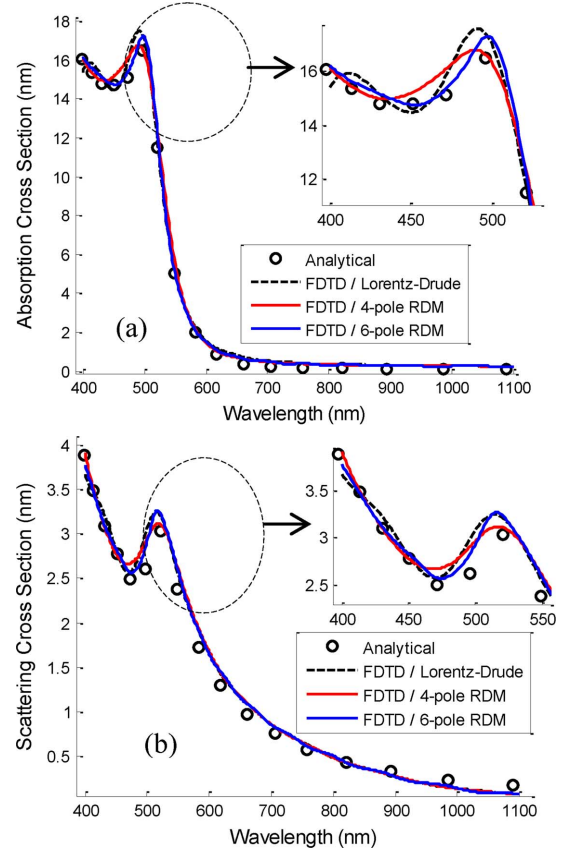 18
16
14
12
10
8
6
4
2
0
Absorption Cross Section (nm)
400 500 600 700 800 900 1000 1100
Wavelength (nm)
(a)
16
14
12
400 450 500
Analytical
FDTD / Lorentz-Drude
FDTD / 4-pole RDM
FDTD / 6-pole RDM
4
3.5
3
2.5
2
1.5
1
0.5
Scattering Cross Section (nm)
400 500 600 700 800 900 1000 1100
Wavelength (nm)
(b)
3.5
3
2.5
400 450 500 550
Analytical
FDTD / Lorentz-Drude
FDTD / 4-pole RDM
FDTD / 6-pole RDM